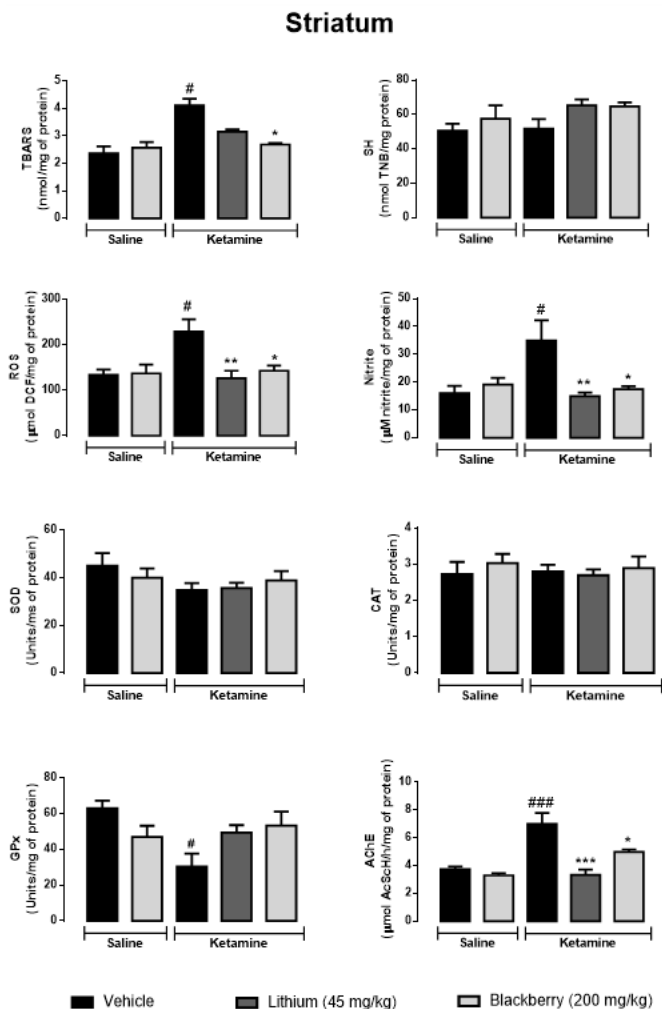 Striatum
TBARS
(nmol/mg of protein)
5
4
3
2
1
0
#
*
Saline
Ketamine
SH
(nmol TNB/mg of protein)
80
60
40
20
0
Saline
Ketamine
ROS
(µmol DCF/mg of protein)
300
200
100
0
#
**
*
Saline
Ketamine
Nitrite
(µM nitrite/mg of protein)
50
40
30
20
10
0
#
**
*
Saline
Ketamine
SOD
(Units/ms of protein)
60
40
20
0
Saline
Ketamine
CAT
(Units/mg of protein)
4
3
2
1
0
Saline
Ketamine
GPx
(Units/mg of protein)
80
60
40
20
0
#
Saline
Ketamine
AChE
(µmol AcScH/h/mg of protein)
10
8
6
4
2
0
###
***
*
Saline
Ketamine
Vehicle Lithium (45 mg/kg) Blackberry (200 mg/kg)